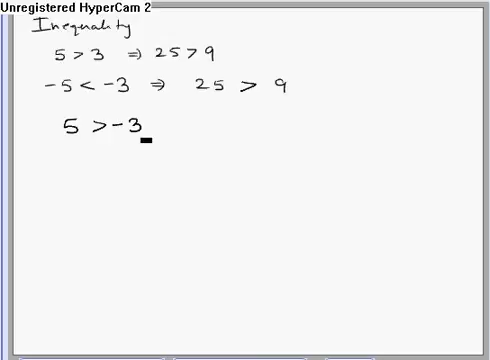 Unregistered HyperCam 2
Inequality
5 > 3 ⇒ 25 > 9
-5 < -3 ⇒ 25 > 9
5 > -3